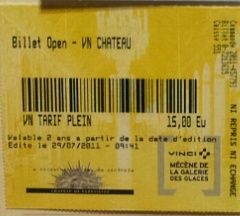 Billet Open - VN CHATEAU
VN TARIF PLEIN 15,00 Eu
Valable 2 ans a partir de la date d'edition
Edite le 29/07/2011 - 09:41
VINCI
MÉCÈNE DE
LA GALERIE
DES GLACES
NI REPRIS NI ECHANGE